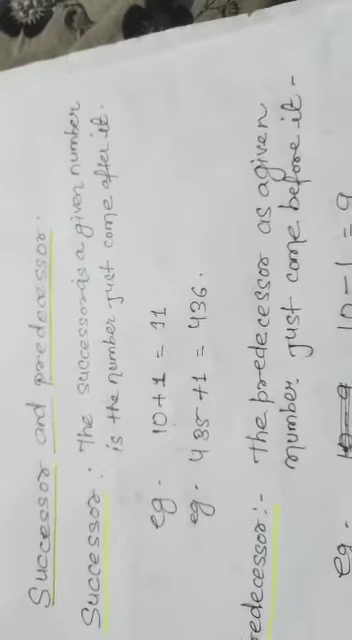 Successor and predecessor.
Successor: The successor is a given number
is the number just come after it.
eg. 10+1 = 11
eg. 435+1 = 436.
redecessor:- the predecessor as a given
number just come before it-
eg. 10-1 = 9